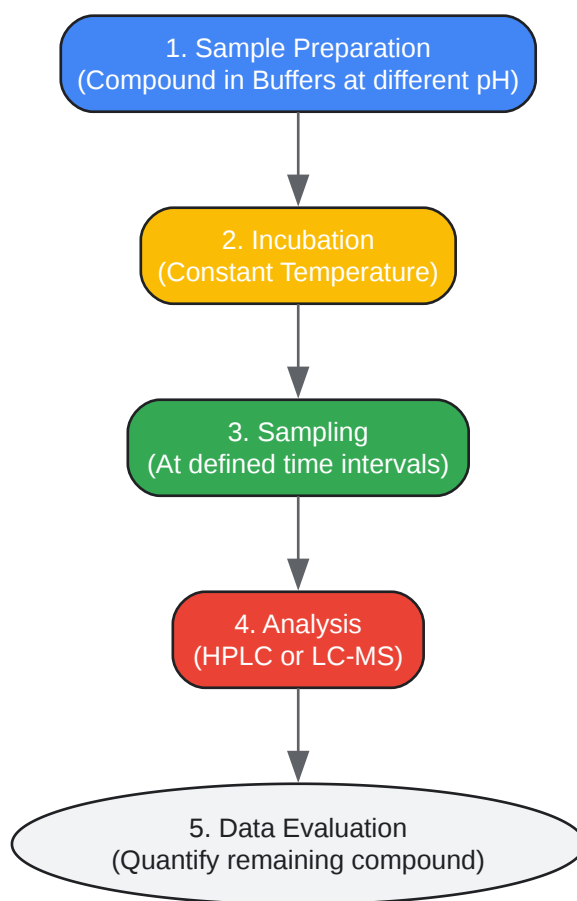 1. Sample Preparation
(Compound in Buffers at different pH)
2. Incubation
(Constant Temperature)
3. Sampling
(At defined time intervals)
4. Analysis
(HPLC or LC-MS)
5. Data Evaluation
(Quantify remaining compound)